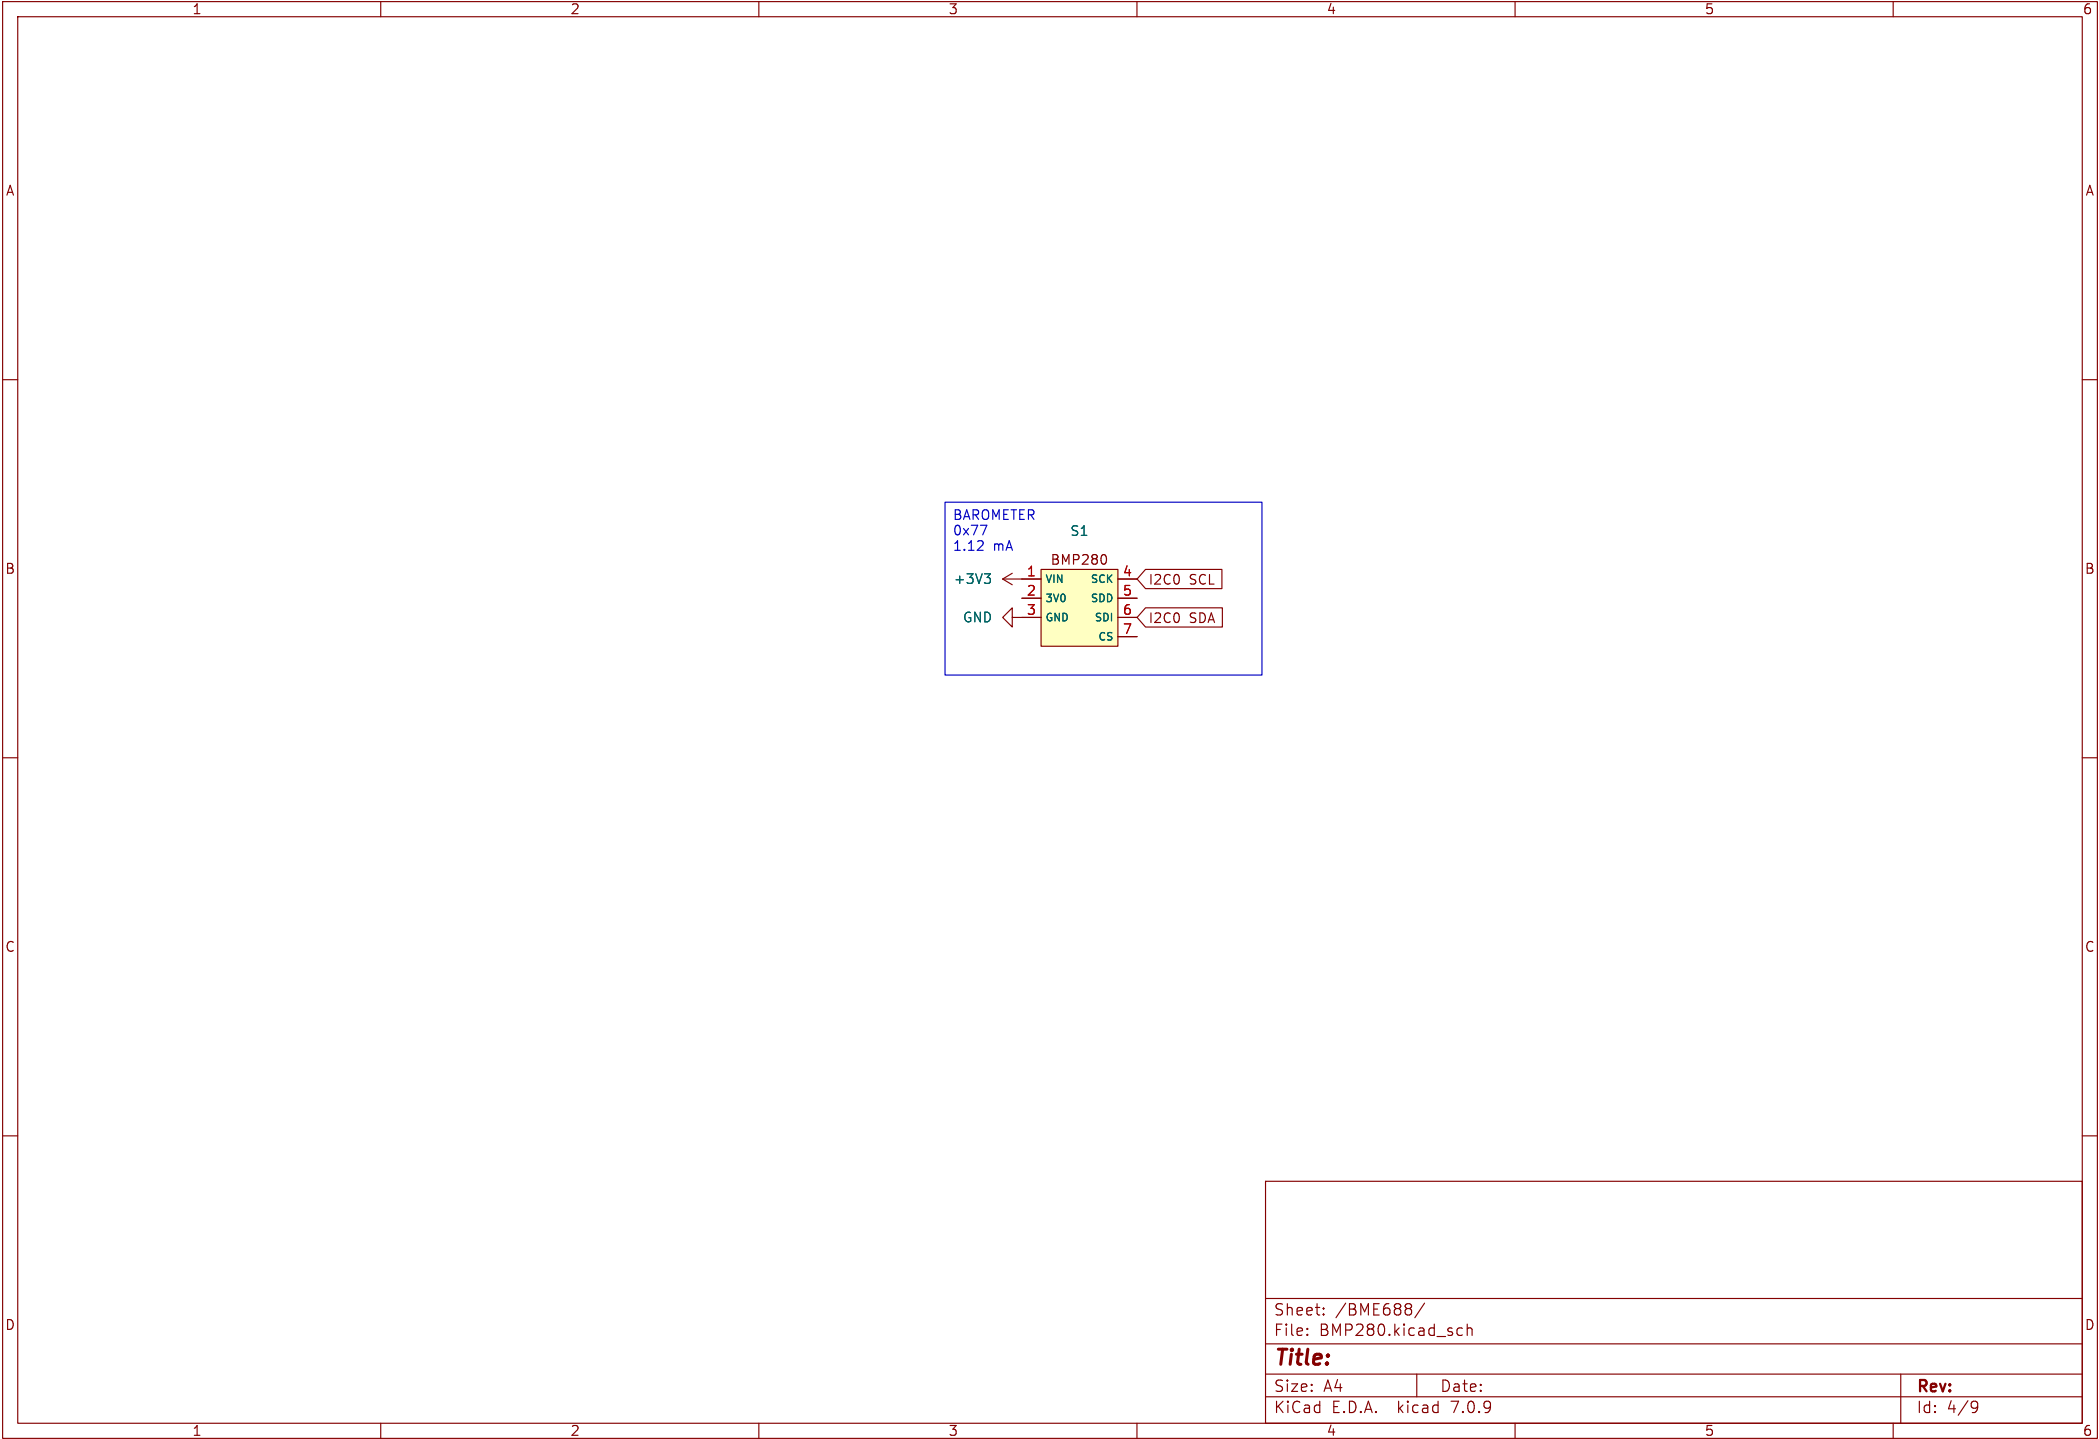 1 2 3 4 5 6
A A
BAROMETER
0x77
1.12 mA
S1
BMP280
+3V3 1 VIN SCK 4 I2C0 SCL
2 3V0 SDD 5
GND 3 GND SDI 6 I2C0 SDA
CS 7
B B
C C
Sheet: /BME688/
File: BMP280.kicad_sch
D D
Title:
Size: A4 Date: Rev:
KiCad E.D.A. kicad 7.0.9 Id: 4/9
1 2 3 4 5 6